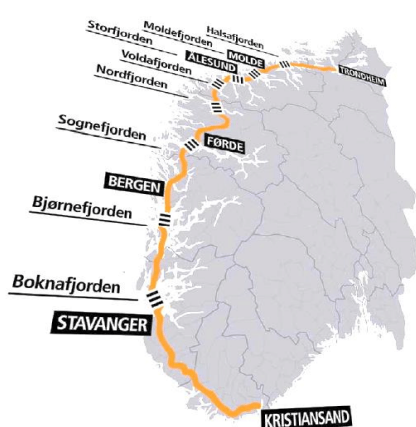 Halsafjorden
Moldefjorden
Storfjorden
MOLDE
ÅLESUND
Voldafjorden
TRONDHEIM
Nordfjorden
Sognefjorden
FØRDE
BERGEN
Bjørnefjorden
Boknafjorden
STAVANGER
KRISTIANSAND